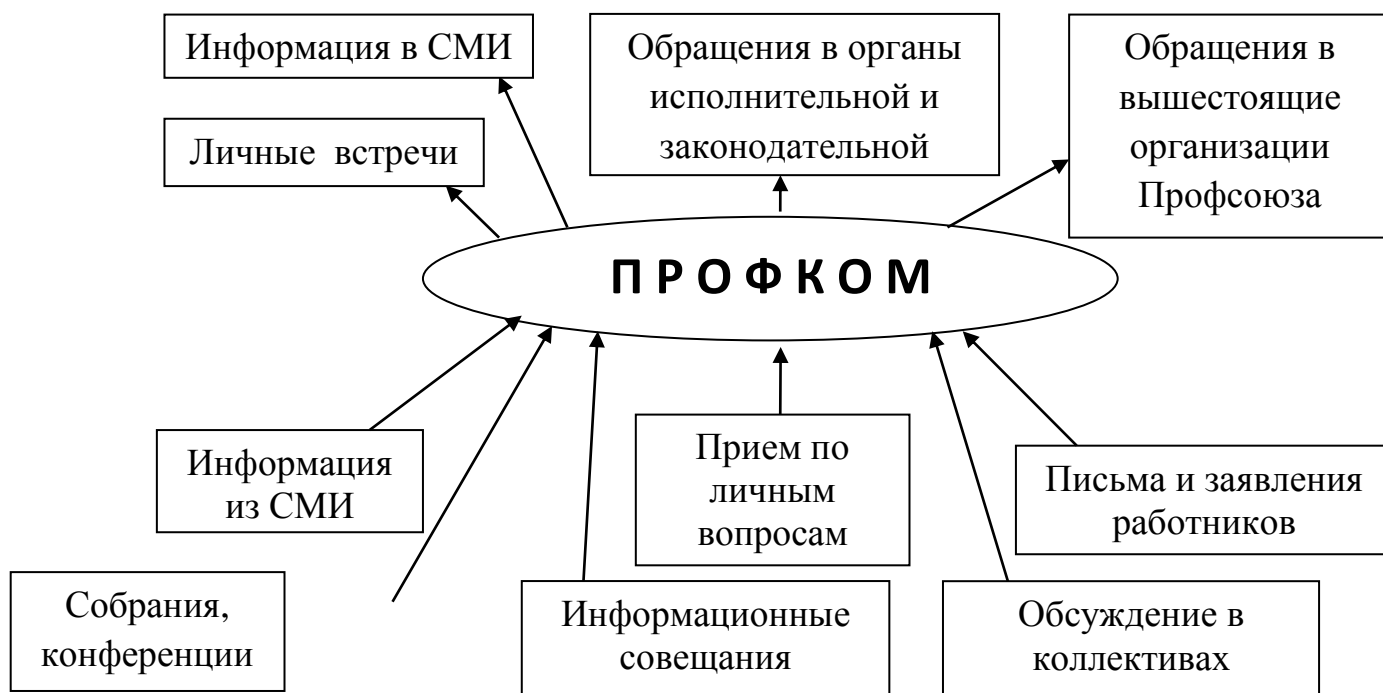 Информация в СМИ
Обращения в органы
исполнительной и
законодательной
Обращения в
вышестоящие
организации
Профсоюза
Личные встречи
П Р О Ф К О М
Информация
из СМИ
Прием по
личным
вопросам
Письма и заявления
работников
Собрания,
конференции
Информационные
совещания
Обсуждение в
коллективах